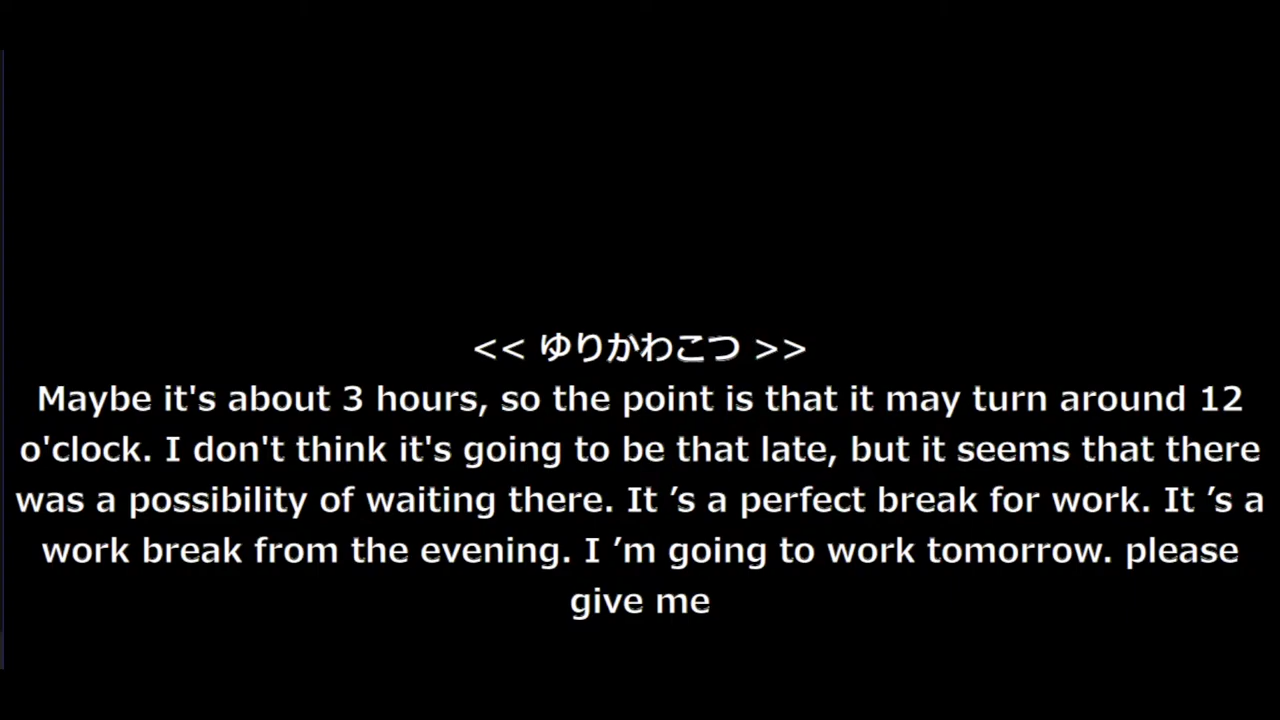 << ゆりかわこつ >>
Maybe it's about 3 hours, so the point is that it may turn around 12
o'clock. I don't think it's going to be that late, but it seems that there
was a possibility of waiting there. It ’s a perfect break for work. It ’s a
work break from the evening. I ’m going to work tomorrow. please
give me